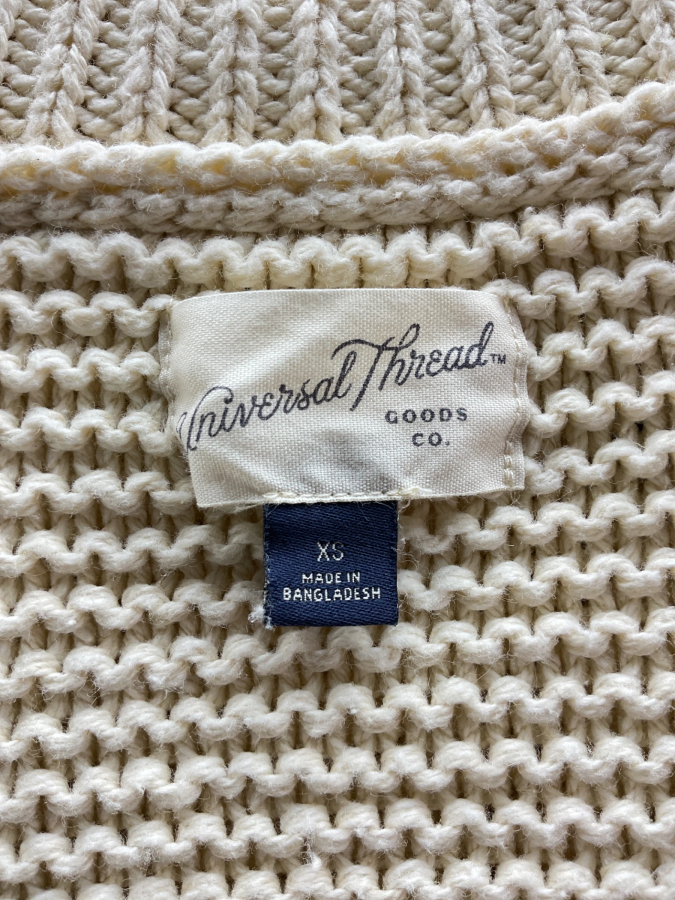 Universal Thread™
GOODS
CO.
XS
MADE IN
BANGLADESH